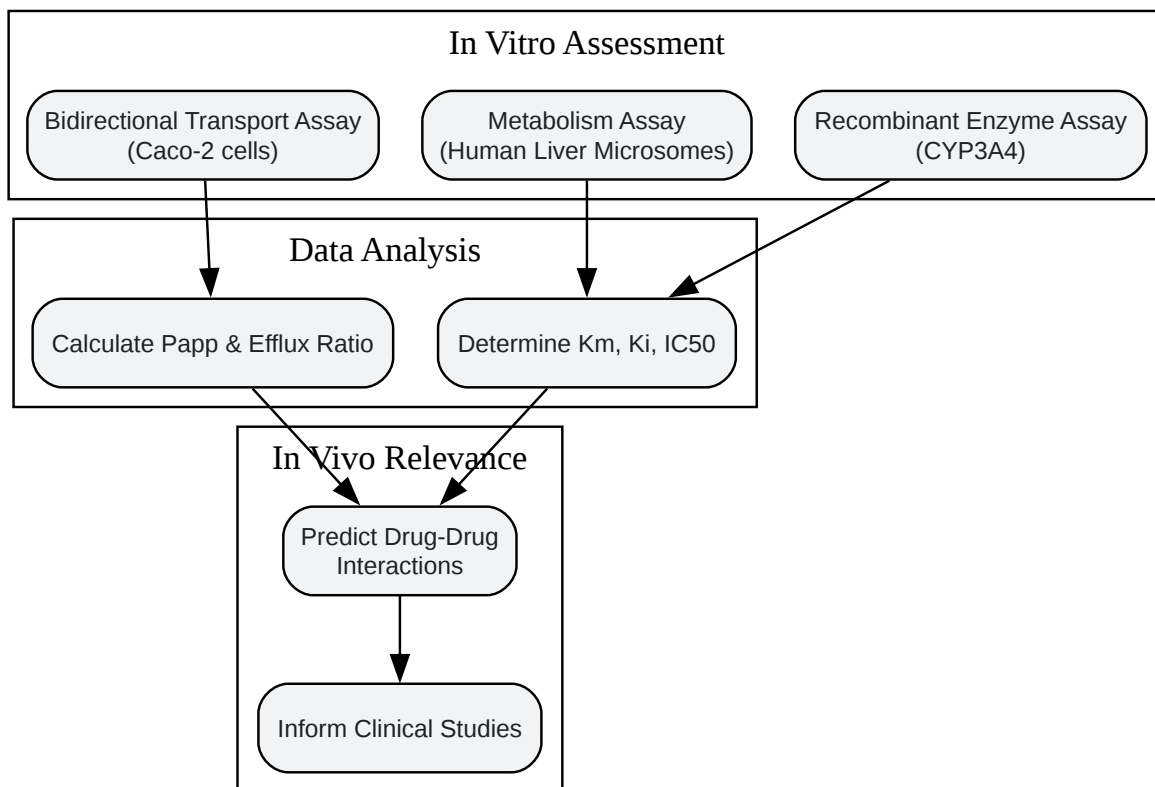 In Vitro Assessment
Bidirectional Transport Assay
(Caco-2 cells)
Metabolism Assay
(Human Liver Microsomes)
Recombinant Enzyme Assay
(CYP3A4)
Data Analysis
Calculate Papp & Efflux Ratio
Determine Km, Ki, IC50
In Vivo Relevance
Predict Drug-Drug
Interactions
Inform Clinical Studies